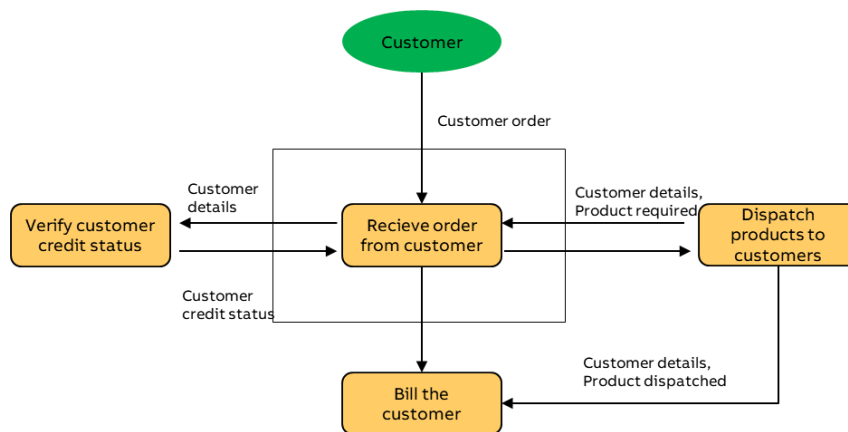 Customer
Customer order
Customer
details
Customer details,
Product required
Verify customer
credit status
Recieve order
from customer
Dispatch
products to
customers
Customer
credit status
Customer details,
Product dispatched
Bill the
customer